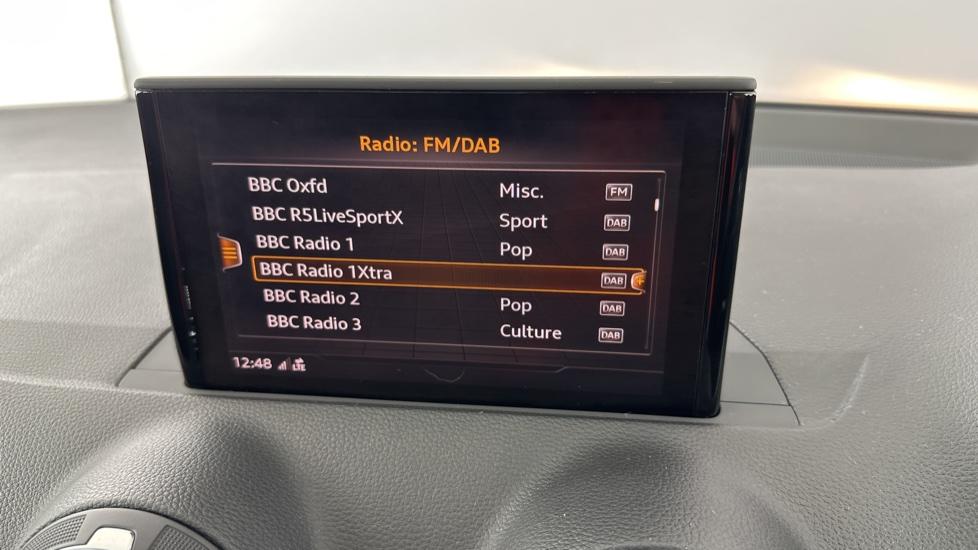 Radio: FM/DAB
BBC Oxfd Misc. FM
BBC R5LiveSportX Sport DAB
BBC Radio 1 Pop DAB
BBC Radio 1Xtra DAB
BBC Radio 2 Pop DAB
BBC Radio 3 Culture DAB
12:48 LTE